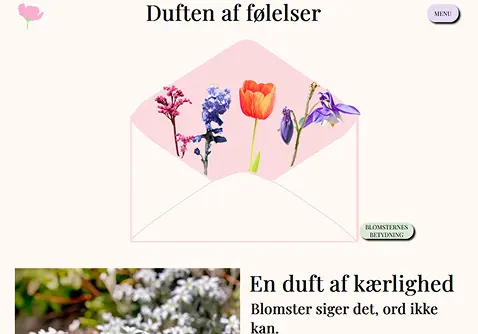 Duften af følelser
MENU
BLOMSTERNES
BETYDNING
En duft af kærlighed
Blomster siger det, ord ikke
kan.